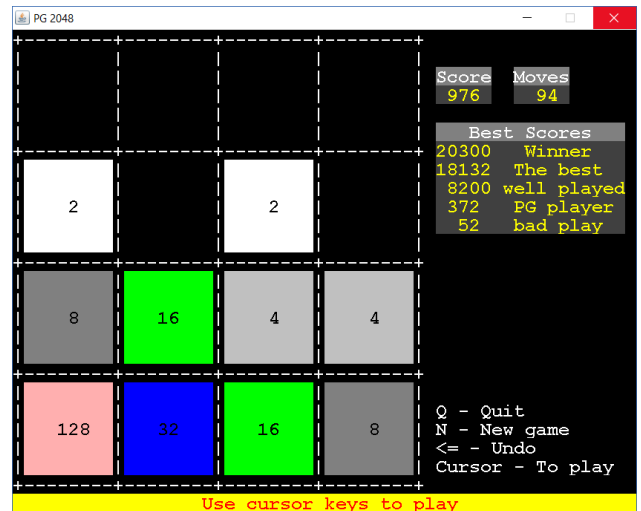 PG 2048
Score Moves
976 94
Best Scores
20300 Winner
18132 The best
8200 well played
372 PG player
52 bad play
2 2
8 16 4 4
128 32 16 8
Q - Quit
N - New game
<= - Undo
Cursor - To play
Use cursor keys to play